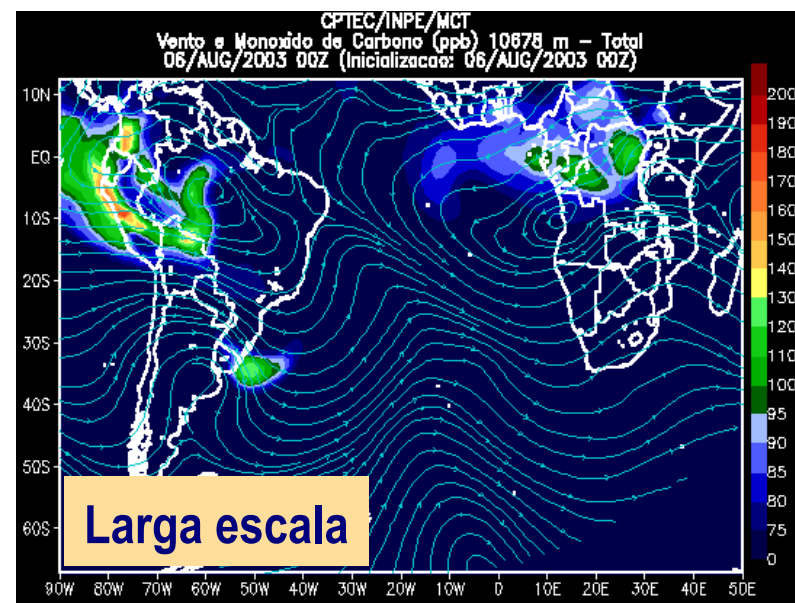 CPTEC/INPE/MCT
Vento e Monoxido de Carbono (ppb) 10678 m – Total
06/AUG/2003 00Z (Inicializacao: 06/AUG/2003 00Z)
10N
EQ
10S
20S
30S
40S
50S
60S
90W 80W 70W 60W 50W 40W 30W 20W 10W 0 10E 20E 30E 40E 50E
200
190
180
170
160
150
140
130
120
110
100
95
90
85
80
75
0
Larga escala